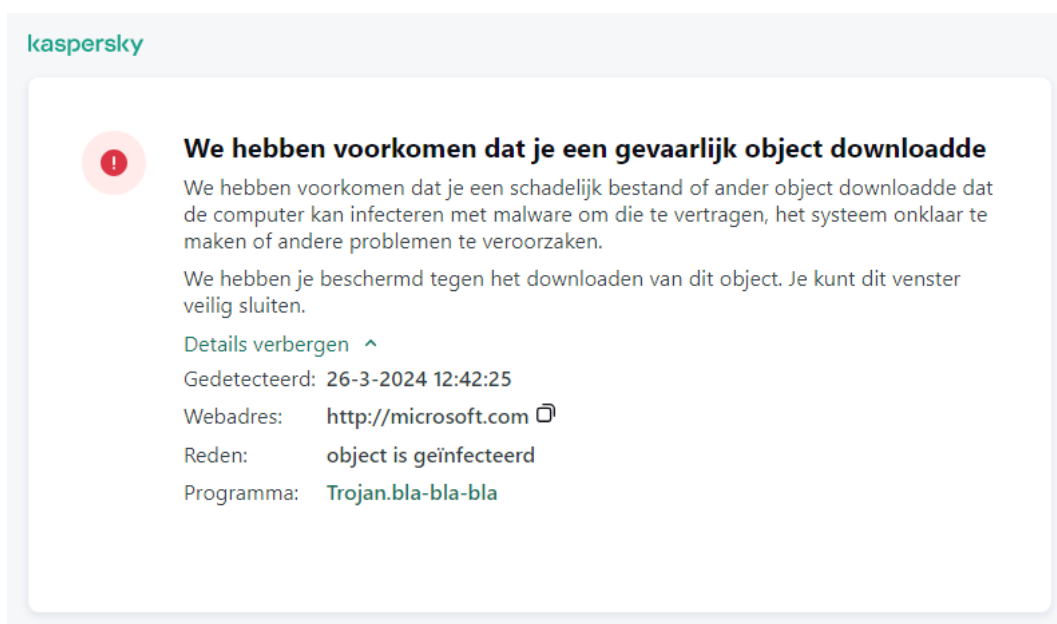 kaspersky
We hebben voorkomen dat je een gevaarlijk object downloadde
We hebben voorkomen dat je een schadelijk bestand of ander object downloadde dat
de computer kan infecteren met malware om die te vertragen, het systeem onklaar te
maken of andere problemen te veroorzaken.
We hebben je beschermd tegen het downloaden van dit object. Je kunt dit venster
veilig sluiten.
Details verbergen
Gedetecteerd: 26-3-2024 12:42:25
Webadres: http://microsoft.com
Reden: object is geïnfecteerd
Programma: Trojan.bla-bla-bla